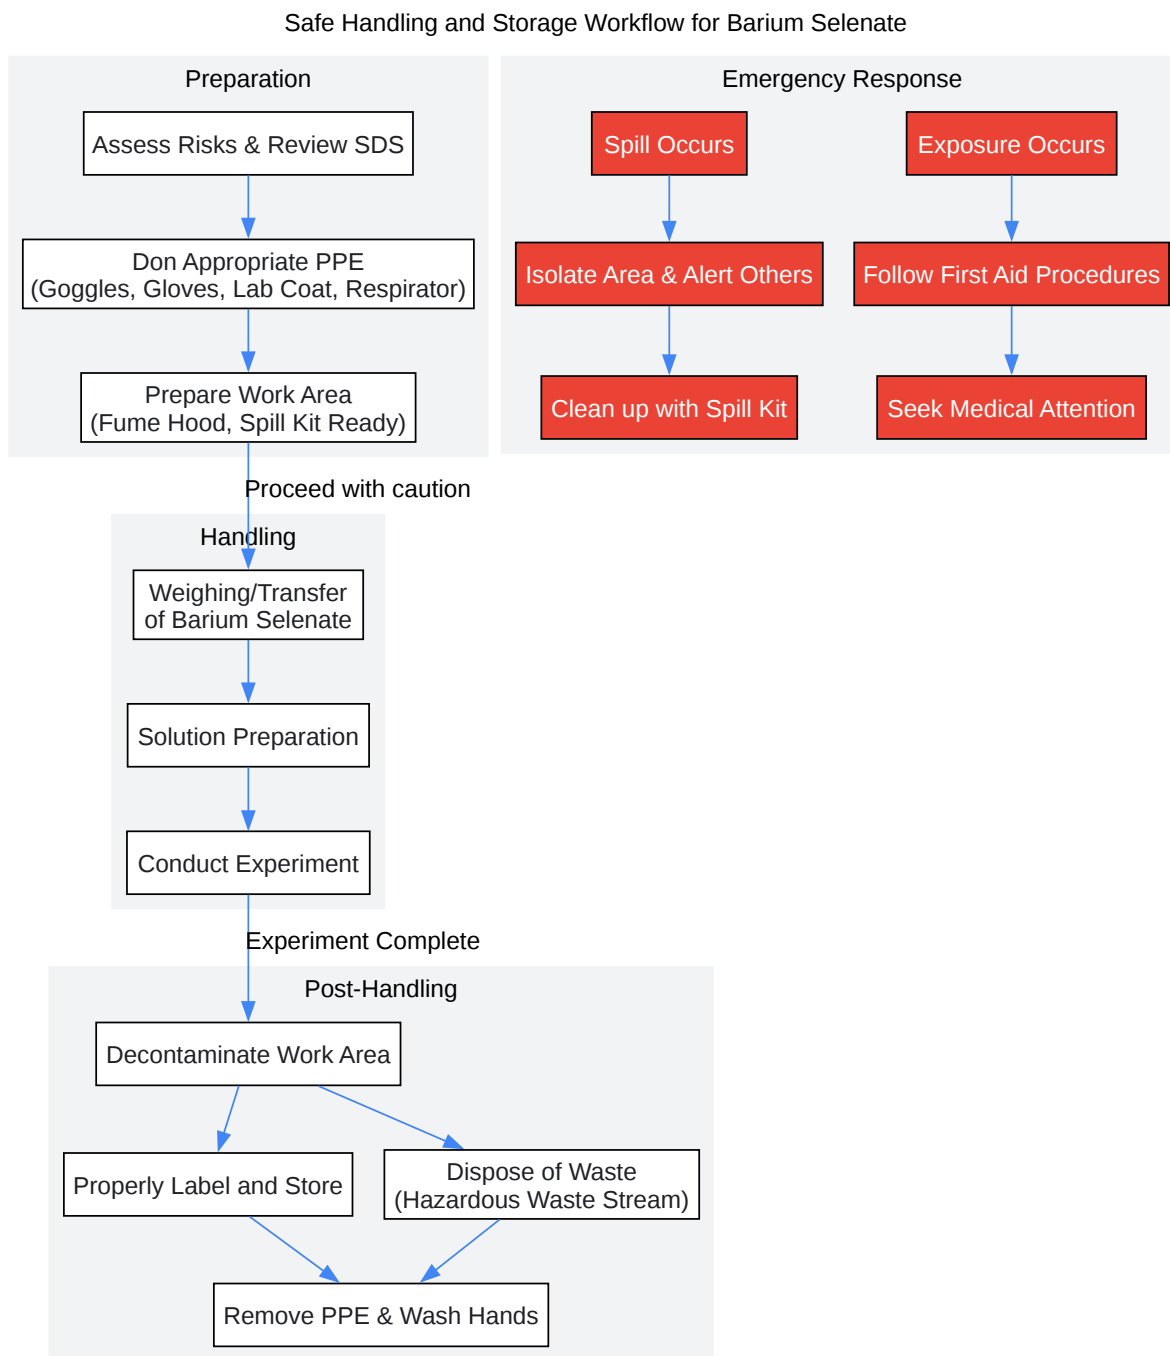 Safe Handling and Storage Workflow for Barium Selenate
Preparation
Assess Risks & Review SDS
Don Appropriate PPE
(Goggles, Gloves, Lab Coat, Respirator)
Prepare Work Area
(Fume Hood, Spill Kit Ready)
Emergency Response
Spill Occurs
Isolate Area & Alert Others
Clean up with Spill Kit
Exposure Occurs
Follow First Aid Procedures
Seek Medical Attention
Proceed with caution
Handling
Weighing/Transfer
of Barium Selenate
Solution Preparation
Conduct Experiment
Experiment Complete
Post-Handling
Decontaminate Work Area
Properly Label and Store
Dispose of Waste
(Hazardous Waste Stream)
Remove PPE & Wash Hands